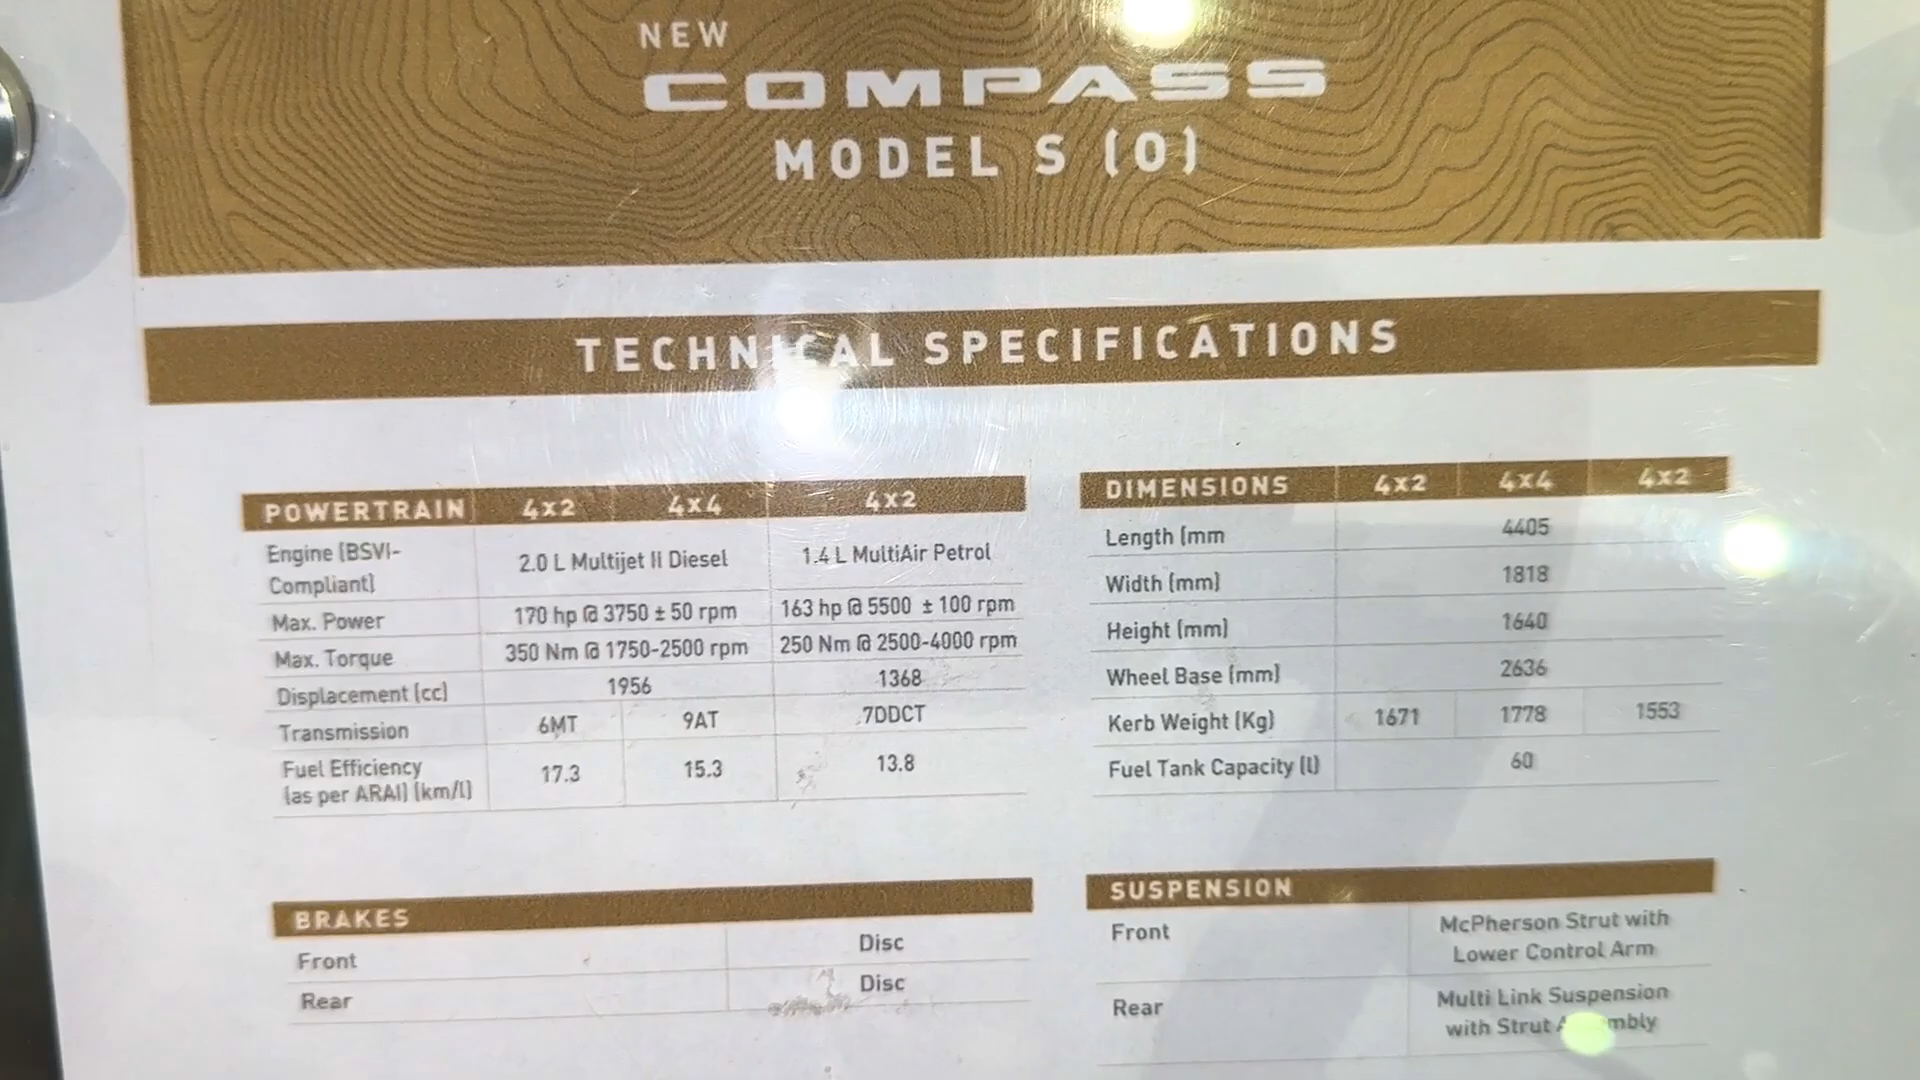 NEW
COMPASS
MODEL S (O)
TECHNICAL SPECIFICATIONS
POWERTRAIN 4x2 4x4 4x2
Engine (BSVI-
Compliant) 2.0 L Multijet II Diesel 1.4 L MultiAir Petrol
Max. Power 170 hp @ 3750 ± 50 rpm 163 hp @ 5500 ± 100 rpm
Max. Torque 350 Nm @ 1750-2500 rpm 250 Nm @ 2500-4000 rpm
Displacement (cc) 1956 1368
Transmission 6MT 9AT 7DDCT
Fuel Efficiency
(as per ARAI) (km/l) 17.3 15.3 13.8
DIMENSIONS 4x2 4x4 4x2
Length (mm 4405
Width (mm) 1818
Height (mm) 1640
Wheel Base (mm) 2636
Kerb Weight (Kg) 1671 1778 1553
Fuel Tank Capacity (l) 60
BRAKES
Front Disc
Rear Disc
SUSPENSION
Front McPherson Strut with
Lower Control Arm
Rear Multi Link Suspension
with Strut